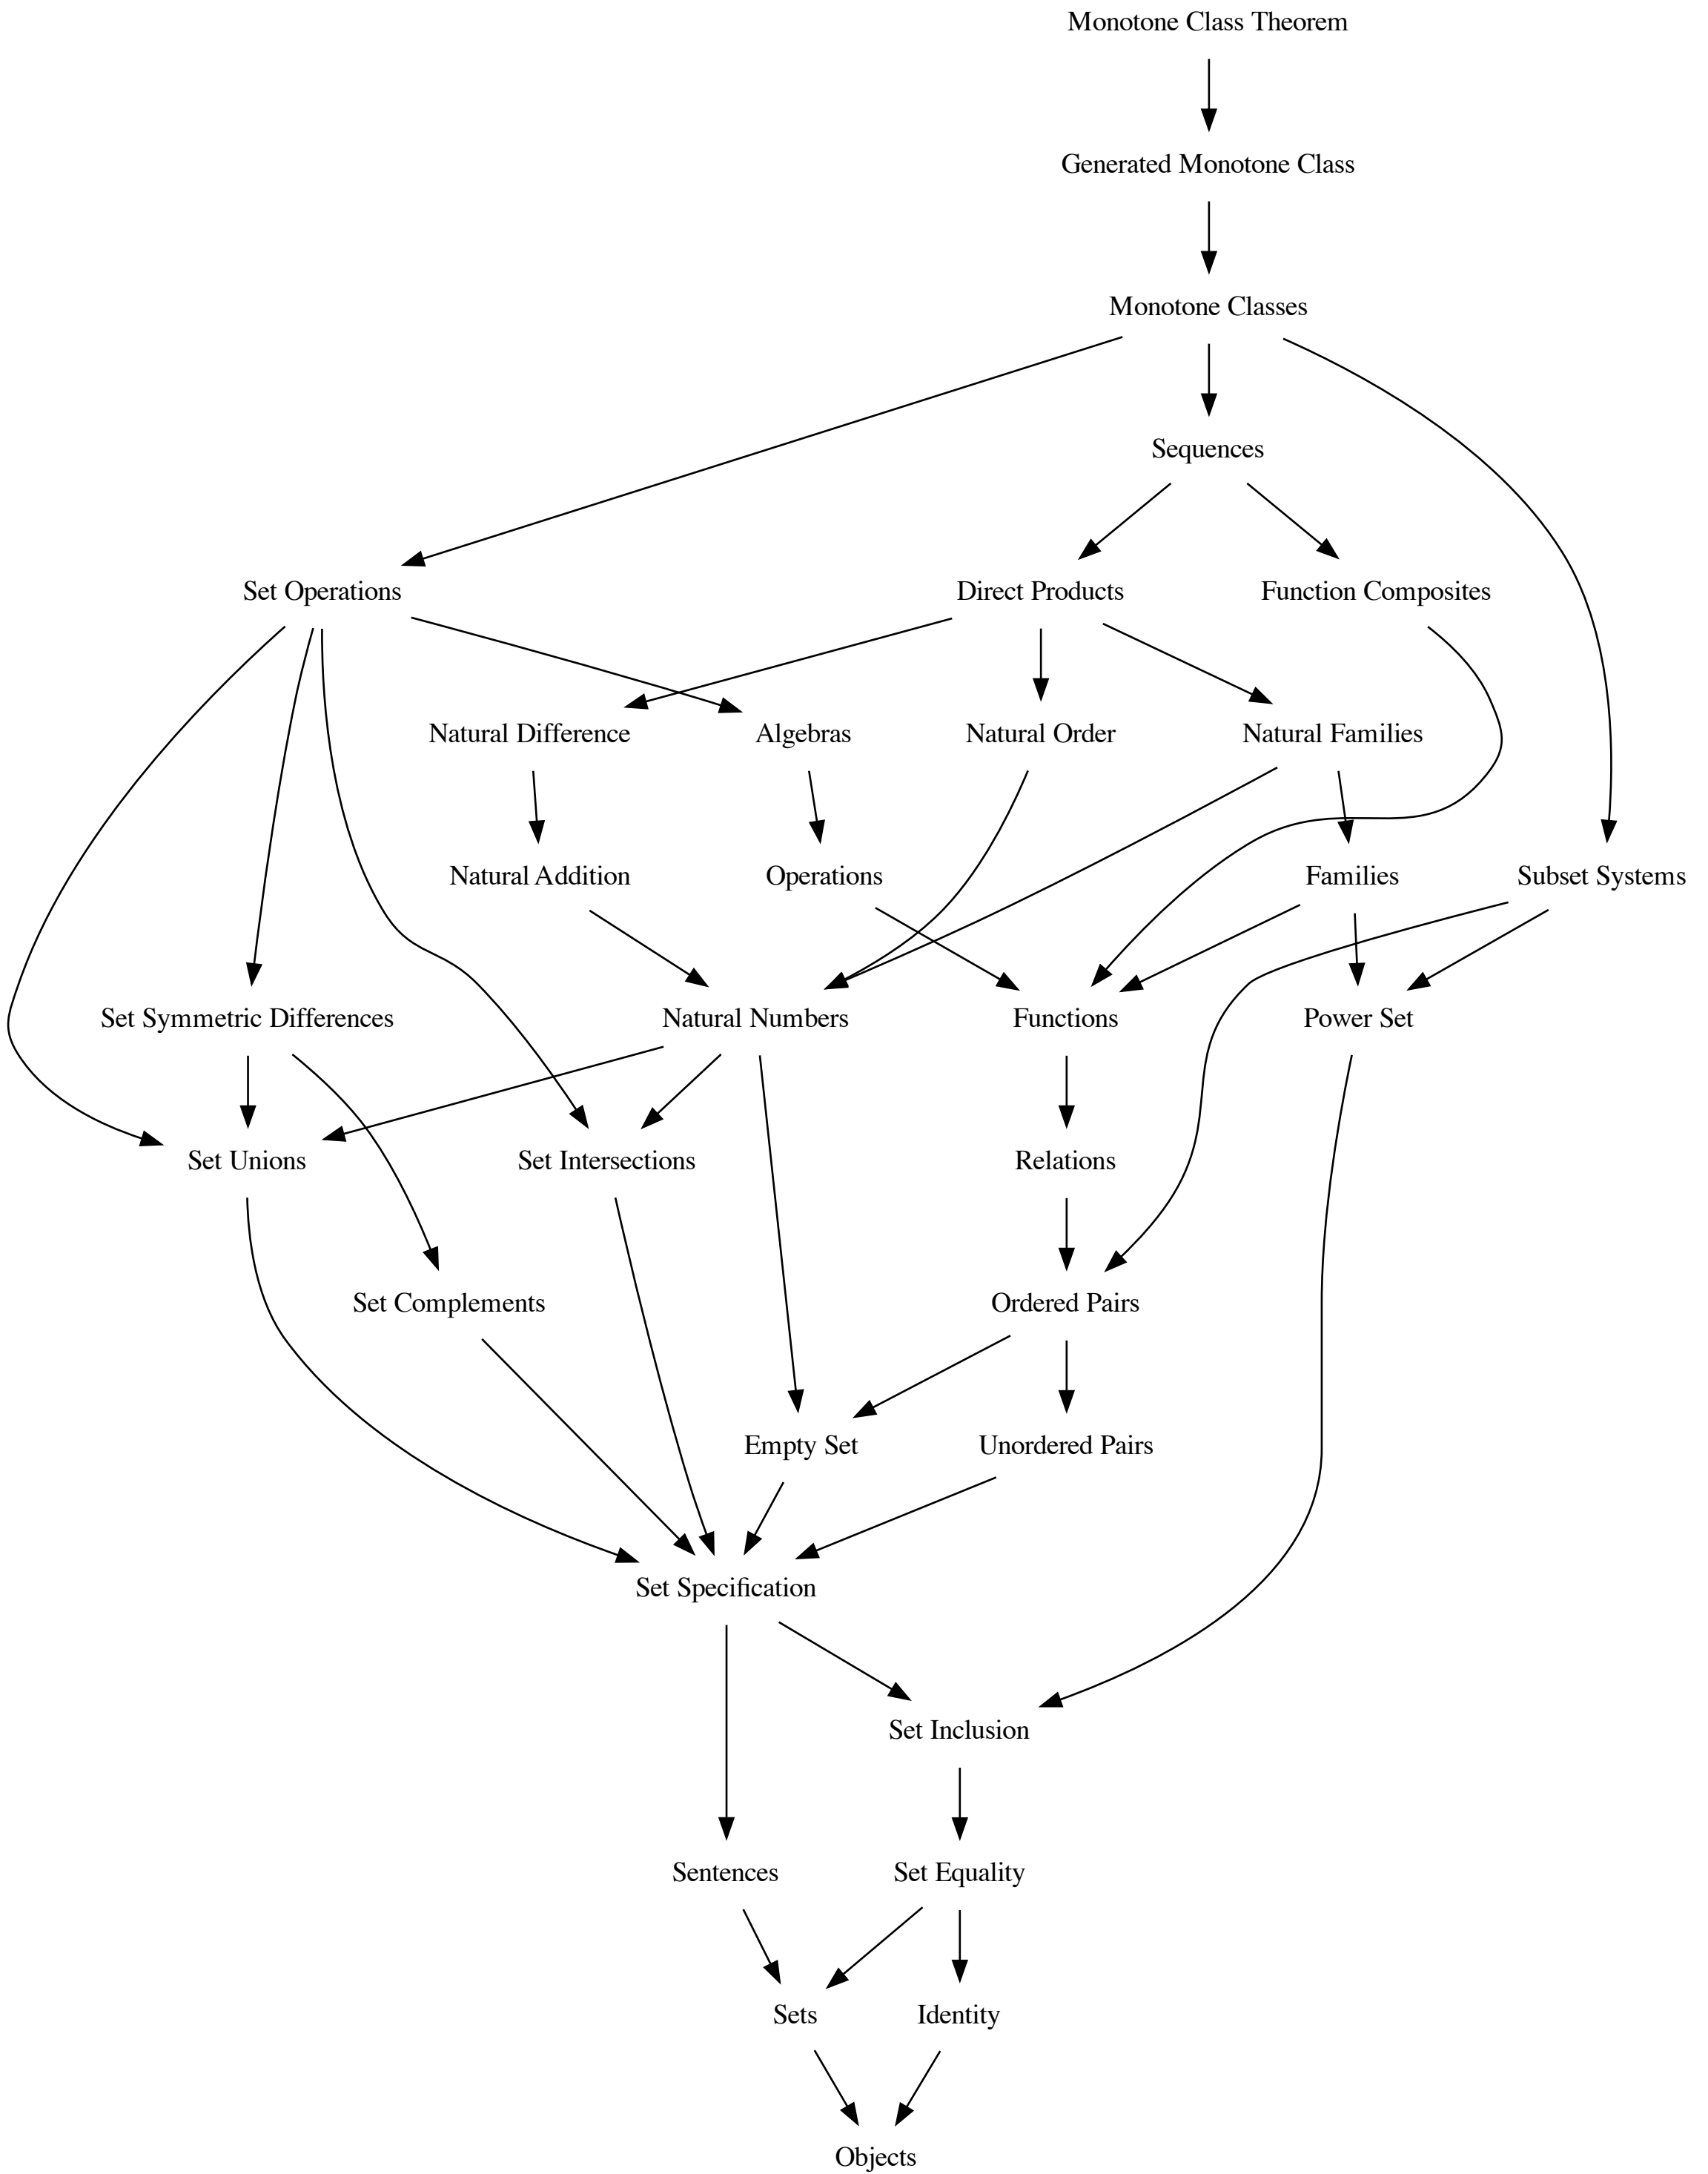 Monotone Class Theorem
Generated Monotone Class
Monotone Classes
Sequences
Set Operations
Direct Products
Function Composites
Natural Difference
Algebras
Natural Order
Natural Families
Natural Addition
Operations
Families
Subset Systems
Set Symmetric Differences
Natural Numbers
Functions
Power Set
Set Unions
Set Intersections
Relations
Set Complements
Ordered Pairs
Empty Set
Unordered Pairs
Set Specification
Set Inclusion
Sentences
Set Equality
Sets
Identity
Objects